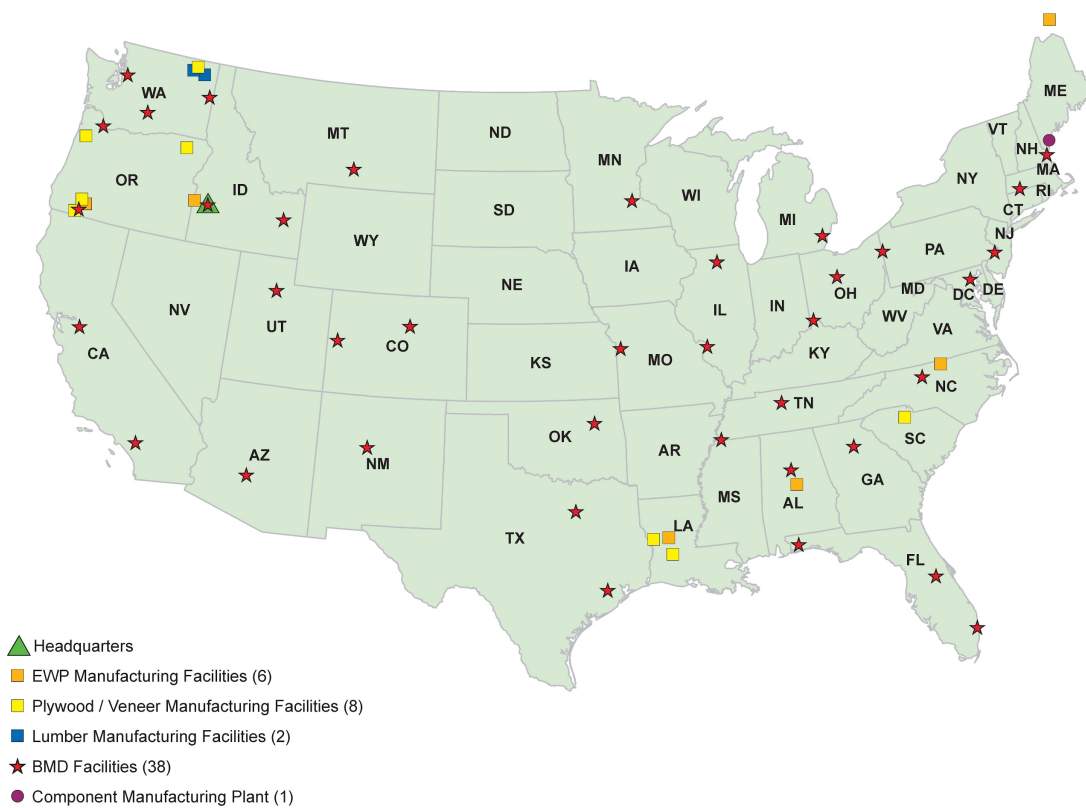 ME
WA
VT
MT
ND
MN
NH
MA
OR
ID
NY
RI
WI
SD
CT
MI
NJ
WY
PA
IA
NE
MD
DC
DE
OH
NV
IL
IN
WV
UT
VA
CO
CA
KY
KS
MO
NC
TN
OK
SC
AZ
AR
NM
GA
MS
AL
LA
TX
FL
Headquarters
EWP Manufacturing Facilities (6)
Plywood / Veneer Manufacturing Facilities (8)
Lumber Manufacturing Facilities (2)
BMD Facilities (38)
Component Manufacturing Plant (1)